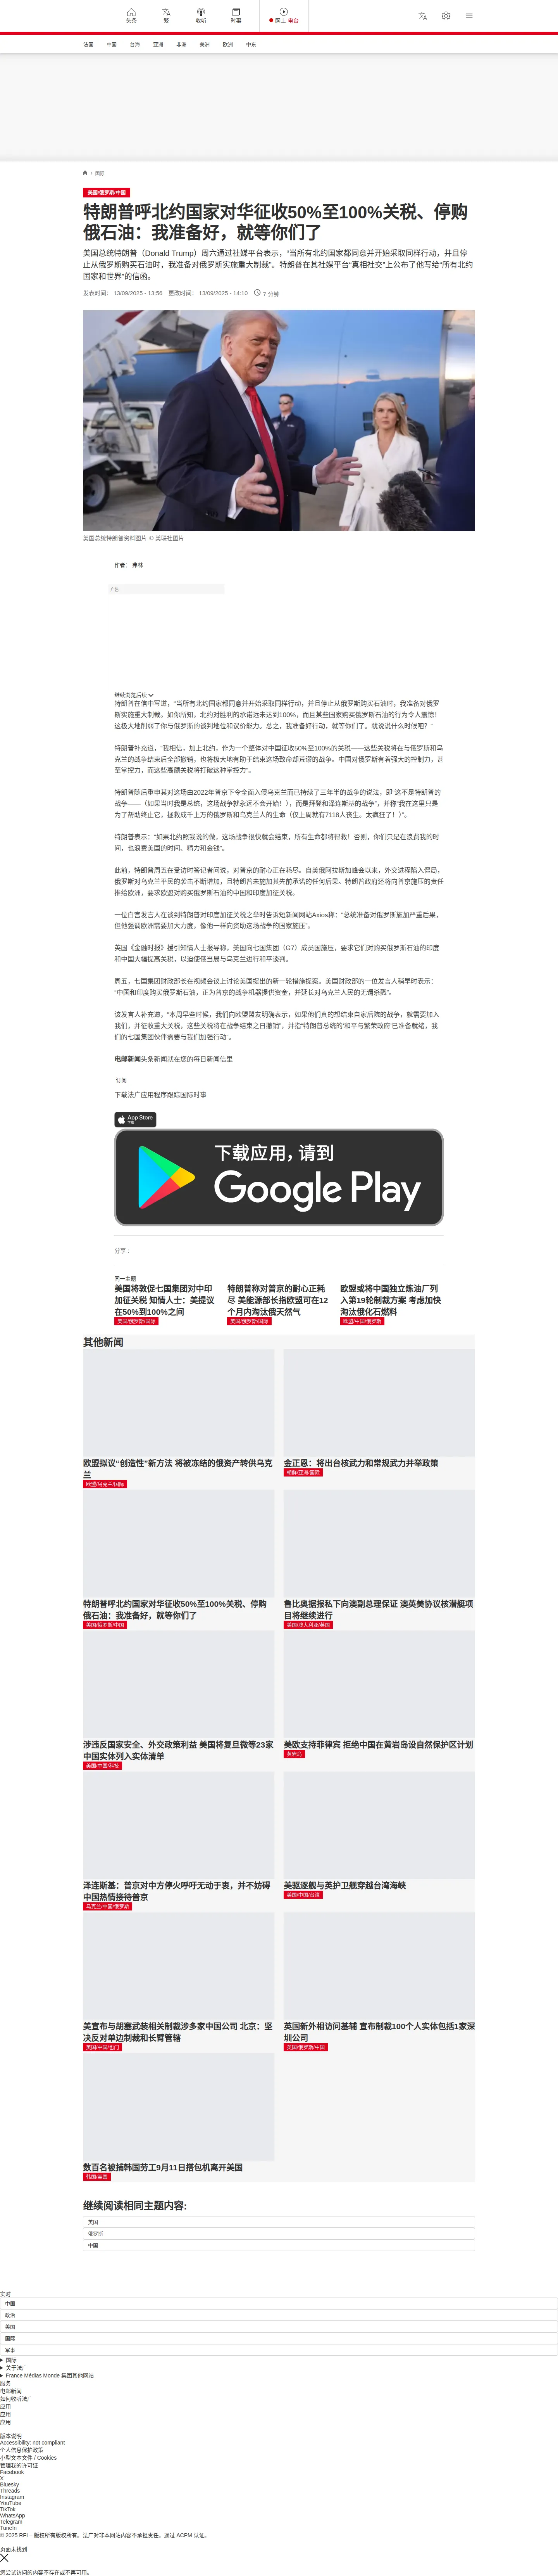 头条
繁
收听
时事
网上 电台
法國
中国
台海
亚洲
非洲
美洲
欧洲
中东
/ 国际
美国/俄罗斯/中国
特朗普呼北约国家对华征收50%至100%关税、停购
俄石油：我准备好，就等你们了
美国总统特朗普（Donald Trump）周六通过社媒平台表示，“当所有北约国家都同意并开始采取同样行动，并且停
止从俄罗斯购买石油时，我准备对俄罗斯实施重大制裁”。特朗普在其社媒平台“真相社交”上公布了他写给“所有北约
国家和世界”的信函。
发表时间： 13/09/2025 - 13:56 更改时间： 13/09/2025 - 14:10 7 分钟
美国总统特朗普资料图片 © 美联社图片
作者： 弗林
广告
继续浏览后续
特朗普在信中写道，“当所有北约国家都同意并开始采取同样行动，并且停止从俄罗斯购买石油时，我准备对俄罗
斯实施重大制裁。如你所知，北约对胜利的承诺远未达到100%，而且某些国家购买俄罗斯石油的行为令人震惊！
这极大地削弱了你与俄罗斯的谈判地位和议价能力。总之，我准备好行动，就等你们了。就说说什么时候吧？”
特朗普补充道，“我相信，加上北约，作为一个整体对中国征收50%至100%的关税——这些关税将在与俄罗斯和乌
克兰的战争结束后全部撤销，也将极大地有助于结束这场致命却荒谬的战争。中国对俄罗斯有着强大的控制力，甚
至掌控力，而这些高额关税将打破这种掌控力”。
特朗普随后重申其对这场由2022年普京下令全面入侵乌克兰而已持续了三年半的战争的说法，即“这不是特朗普的
战争——（如果当时我是总统，这场战争就永远不会开始！），而是拜登和泽连斯基的战争”，并称“我在这里只是
为了帮助终止它，拯救成千上万的俄罗斯和乌克兰人的生命（仅上周就有7118人丧生。太疯狂了！）”。
特朗普表示：“如果北约照我说的做，这场战争很快就会结束，所有生命都将得救！否则，你们只是在浪费我的时
间，也浪费美国的时间、精力和金钱”。
此前，特朗普周五在受访时答记者问说，对普京的耐心正在耗尽。自美俄阿拉斯加峰会以来，外交进程陷入僵局，
俄罗斯对乌克兰平民的袭击不断增加，且特朗普未施加其先前承诺的任何后果。特朗普政府还将向普京施压的责任
推给欧洲，要求欧盟对购买俄罗斯石油的中国和印度加征关税。
一位白宫发言人在谈到特朗普对印度加征关税之举时告诉短新闻网站Axios称：“总统准备对俄罗斯施加严重后果，
但他强调欧洲需要加大力度，像他一样向资助这场战争的国家施压”。
英国《金融时报》援引知情人士报导称，美国向七国集团（G7）成员国施压，要求它们对购买俄罗斯石油的印度
和中国大幅提高关税，以迫使俄当局与乌克兰进行和平谈判。
周五，七国集团财政部长在视频会议上讨论美国提出的新一轮措施提案。美国财政部的一位发言人稍早时表示：
“中国和印度购买俄罗斯石油，正为普京的战争机器提供资金，并延长对乌克兰人民的无谓杀戮”。
该发言人补充道，“本周早些时候，我们向欧盟盟友明确表示，如果他们真的想结束自家后院的战争，就需要加入
我们，并征收重大关税，这些关税将在战争结束之日撤销”，并指“特朗普总统的‘和平与繁荣政府’已准备就绪，我
们的七国集团伙伴需要与我们加强行动”。
电邮新闻头条新闻就在您的每日新闻信里
订阅
下载法广应用程序跟踪国际时事
App Store
下载
下载应用，请到
Google Play
分享 :
同一主题
美国将敦促七国集团对中印
加征关税 知情人士：美提议
在50%到100%之间
美国/俄罗斯/国际
特朗普称对普京的耐心正耗
尽 美能源部长指欧盟可在12
个月内淘汰俄天然气
美国/俄罗斯/国际
欧盟或将中国独立炼油厂列
入第19轮制裁方案 考虑加快
淘汰俄化石燃料
欧盟/中国/俄罗斯
其他新闻
欧盟拟议“创造性”新方法 将被冻结的俄资产转供乌克
兰
欧盟/乌克兰/国际
金正恩：将出台核武力和常规武力并举政策
朝鲜/亚洲/国际
特朗普呼北约国家对华征收50%至100%关税、停购
俄石油：我准备好，就等你们了
美国/俄罗斯/中国
鲁比奥据报私下向澳副总理保证 澳英美协议核潜艇项
目将继续进行
美国/澳大利亚/英国
涉违反国家安全、外交政策利益 美国将复旦微等23家
中国实体列入实体清单
美国/中国/科技
美欧支持菲律宾 拒绝中国在黄岩岛设自然保护区计划
黄岩岛
泽连斯基：普京对中方停火呼吁无动于衷，并不妨碍
中国热情接待普京
乌克兰/中国/俄罗斯
美驱逐舰与英护卫舰穿越台湾海峡
美国/中国/台湾
美宣布与胡塞武装相关制裁涉多家中国公司 北京：坚
决反对单边制裁和长臂管辖
美国/中国/也门
英国新外相访问基辅 宣布制裁100个人实体包括1家深
圳公司
英国/俄罗斯/中国
数百名被捕韩国劳工9月11日搭包机离开美国
韩国/美国
继续阅读相同主题内容:
美国
俄罗斯
中国
实时
中国
政治
美国
国际
军事
国际
关于法广
France Médias Monde 集团其他网站
服务
电邮新闻
如何收听法广
应用
应用
应用
版本说明
Accessibility: not compliant
个人信息保护政策
小型文本文件 / Cookies
管理我的许可证
Facebook
X
Bluesky
Threads
Instagram
YouTube
TikTok
WhatsApp
Telegram
TuneIn
© 2025 RFI – 版权所有版权所有。法广对非本网站内容不承担责任。通过 ACPM 认证。
页面未找到
您尝试访问的内容不存在或不再可用。